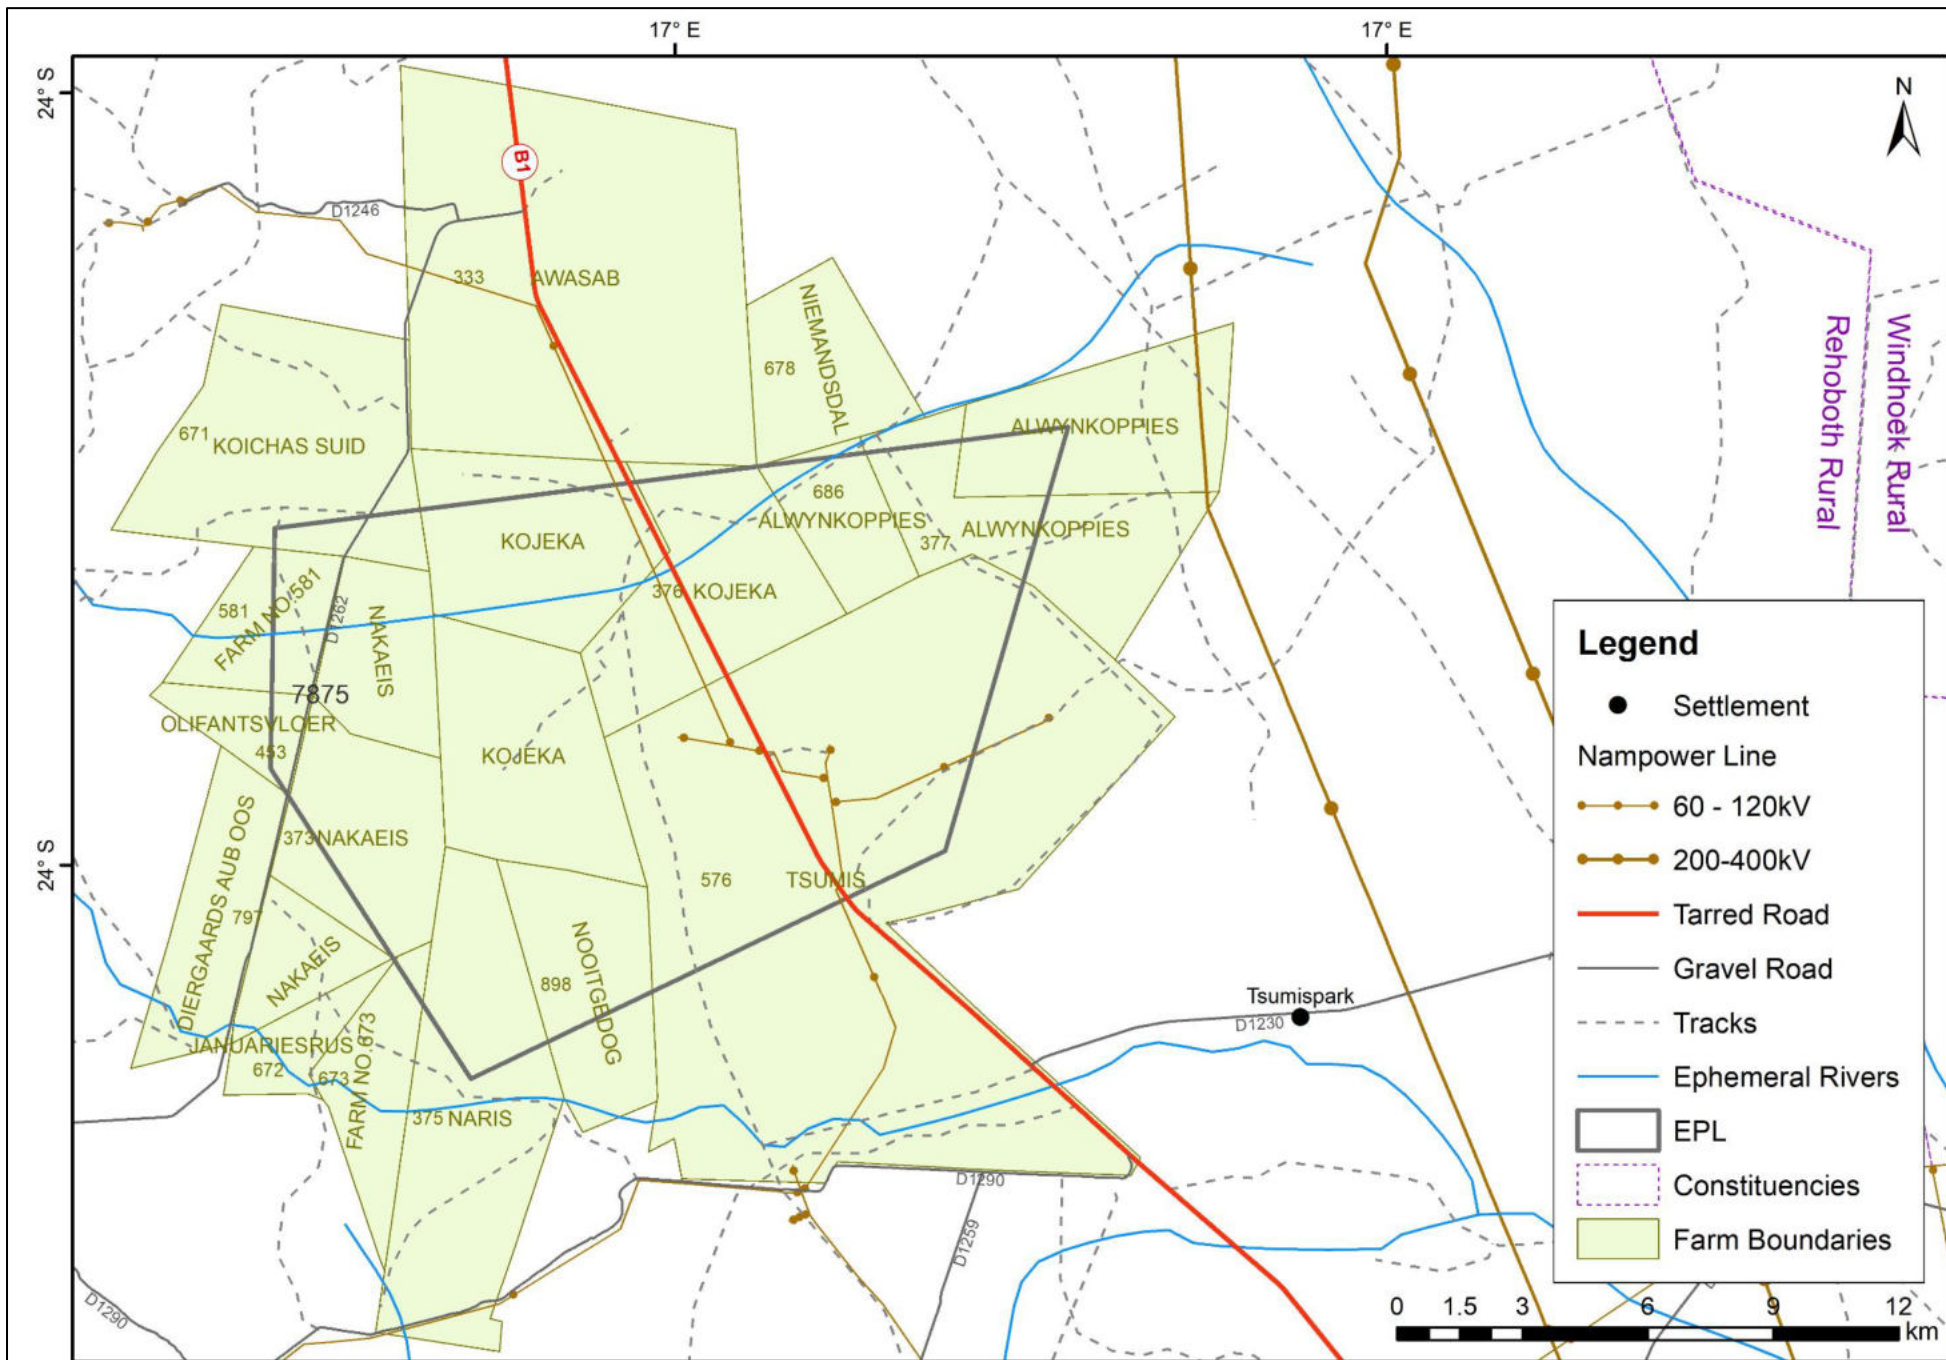 17° E
17° E
24° S
N
B1
D1246
333
AWASAB
NIEMANDSDAL
678
Rehoboth Rural
Windhoek Rural
671
KOICHAS SUID
ALWYNKOPPIES
686
ALWYNKOPPIES
ALWYNKOPPIES
377
KOJEKA
376
KOJEKA
581
FARM NO.581
D1262
NAKAEIS
7875
OLIFANTSVLOER
453
KOJEKA
373
NAKAEIS
DIERGAARDS AUB OOS
797
24° S
576
TSUMIS
NAKAEIS
898
NOOITGEDOG
JANUARIESRUS
672
673
FARM NO.673
375
NARIS
Tsumispark
D1230
D1290
D1259
D1290
Legend
Settlement
Nampower Line
60 - 120kV
200-400kV
Tarred Road
Gravel Road
Tracks
Ephemeral Rivers
EPL
Constituencies
Farm Boundaries
0 1.5 3 6 9 12
km